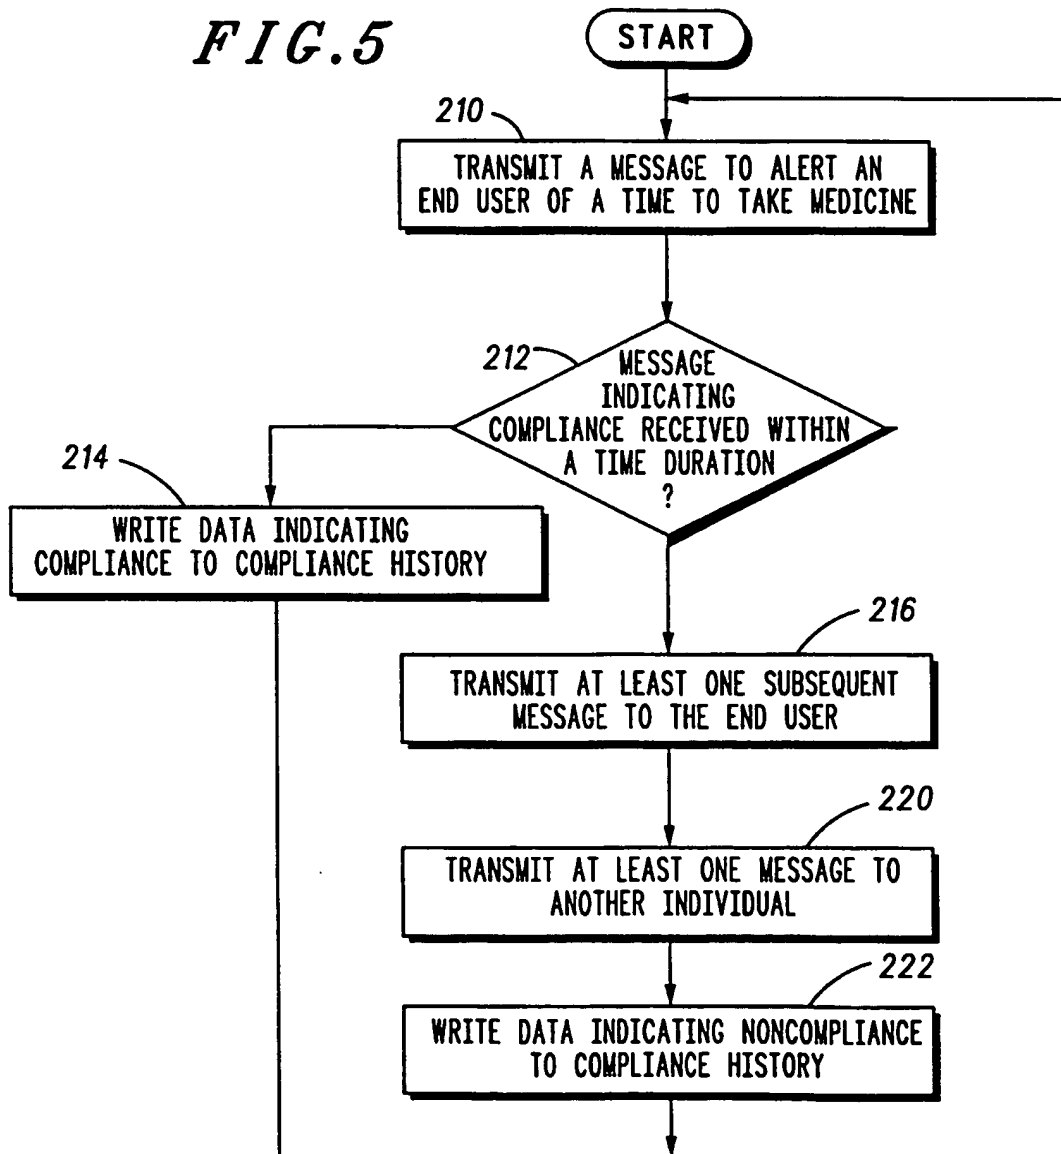 FIG.5
START
210
TRANSMIT A MESSAGE TO ALERT AN
END USER OF A TIME TO TAKE MEDICINE
212
MESSAGE
INDICATING
COMPLIANCE RECEIVED WITHIN
A TIME DURATION
?
214
WRITE DATA INDICATING
COMPLIANCE TO COMPLIANCE HISTORY
216
TRANSMIT AT LEAST ONE SUBSEQUENT
MESSAGE TO THE END USER
220
TRANSMIT AT LEAST ONE MESSAGE TO
ANOTHER INDIVIDUAL
222
WRITE DATA INDICATING NONCOMPLIANCE
TO COMPLIANCE HISTORY